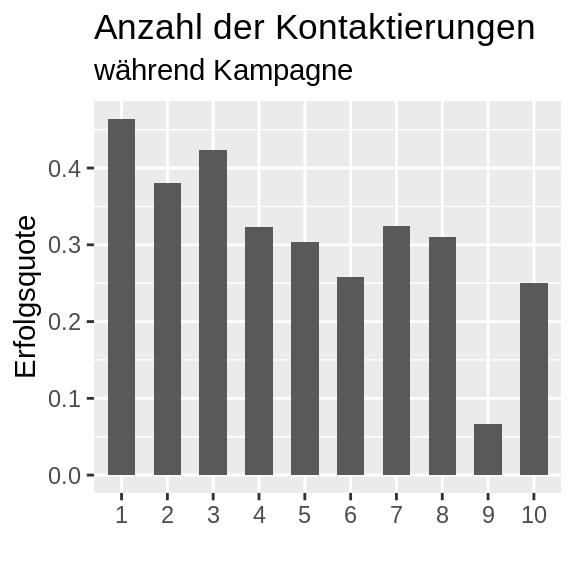 Anzahl der Kontaktierungen
während Kampagne
Erfolgsquote
0.4
0.3
0.2
0.1
0.0
1 2 3 4 5 6 7 8 9 10